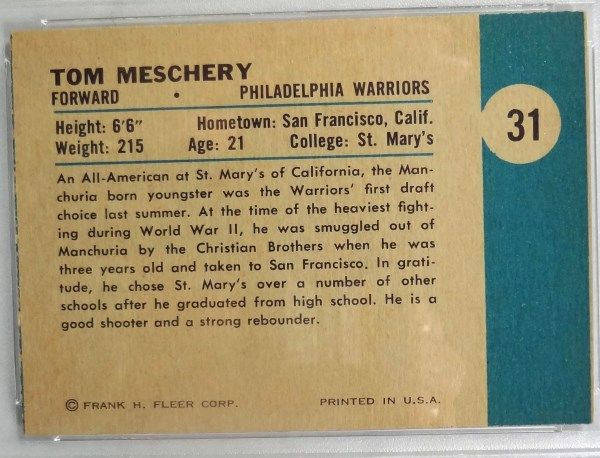 TOM MESCHERY
FORWARD • PHILADELPHIA WARRIORS
31
Height: 6'6" Hometown: San Francisco, Calif.
Weight: 215 Age: 21 College: St. Mary's
An All-American at St. Mary's of California, the Man-
churia born youngster was the Warriors' first draft
choice last summer. At the time of the heaviest fight-
ing during World War II, he was smuggled out of
Manchuria by the Christian Brothers when he was
three years old and taken to San Francisco. In grati-
tude, he chose St. Mary's over a number of other
schools after he graduated from high school. He is a
good shooter and a strong rebounder.
© FRANK H. FLEER CORP. PRINTED IN U.S.A.